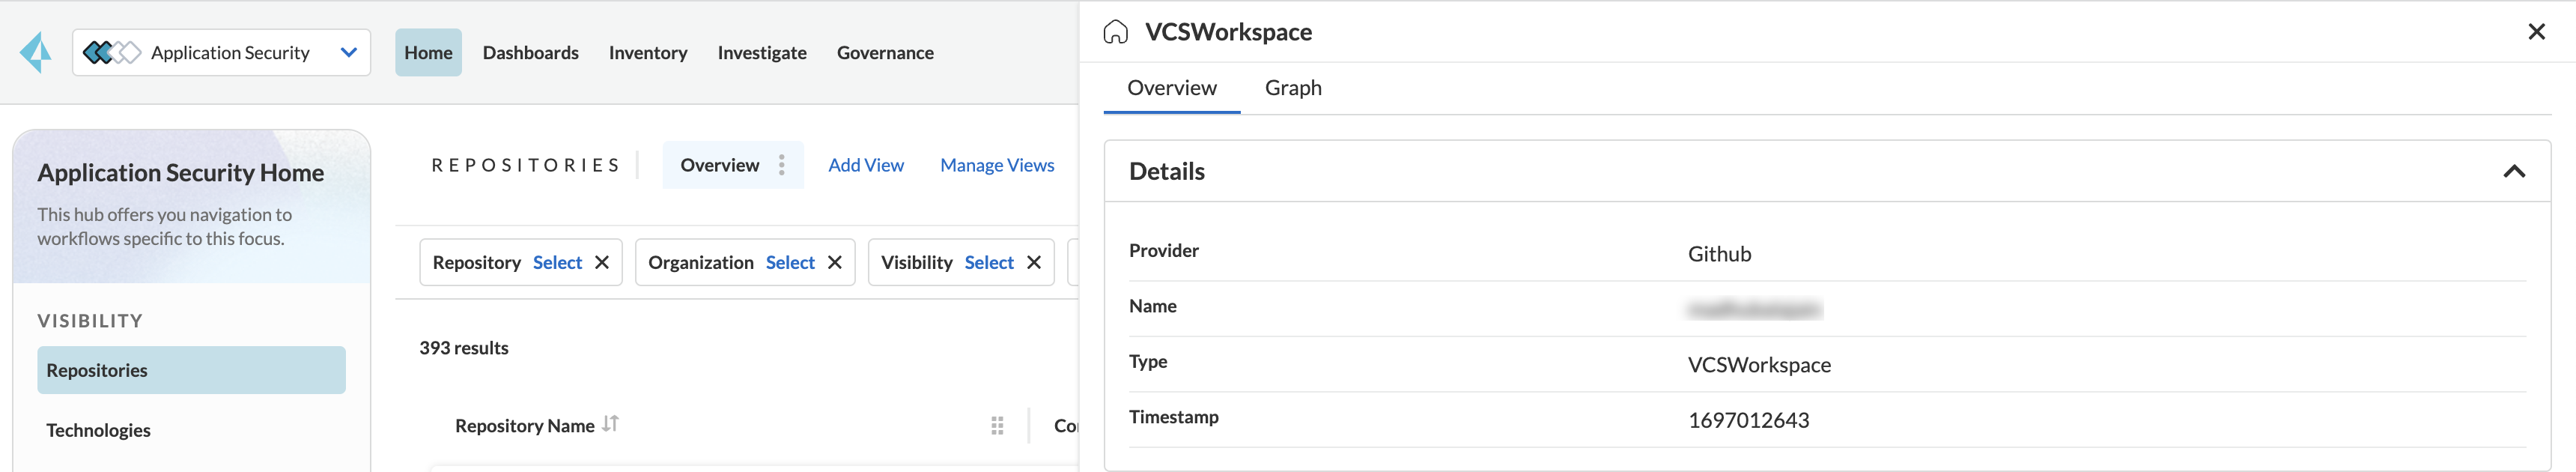 Application Security
Home Dashboards Inventory Investigate Governance
Application Security Home
This hub offers you navigation to
workflows specific to this focus.
VISIBILITY
Repositories
Technologies
REPOSITORIES Overview Add View Manage Views
Repository Select Organization Select Visibility Select
393 results
Repository Name
VCSWorkspace
Overview Graph
Details
Provider Github
Name
Type VCSWorkspace
Timestamp 1697012643